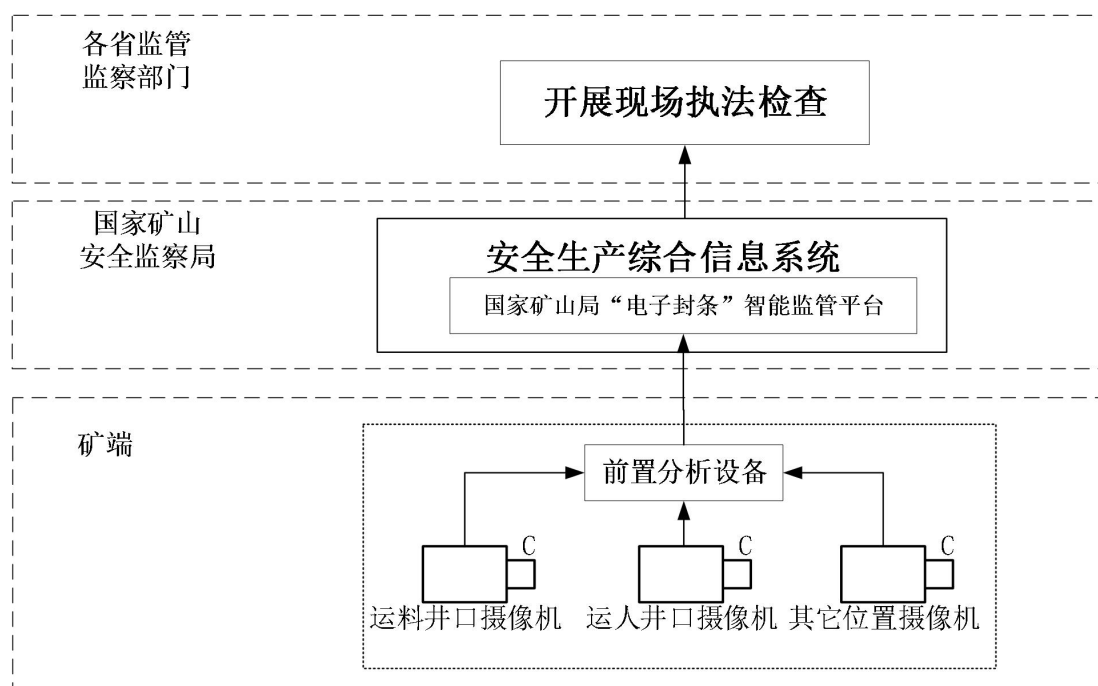 各省监管
监察部门
开展现场执法检查
国家矿山
安全监察局
安全生产综合信息系统
国家矿山局“电子封条”智能监管平台
矿端
前置分析设备
C
C
C
运料井口摄像机
运人井口摄像机
其它位置摄像机